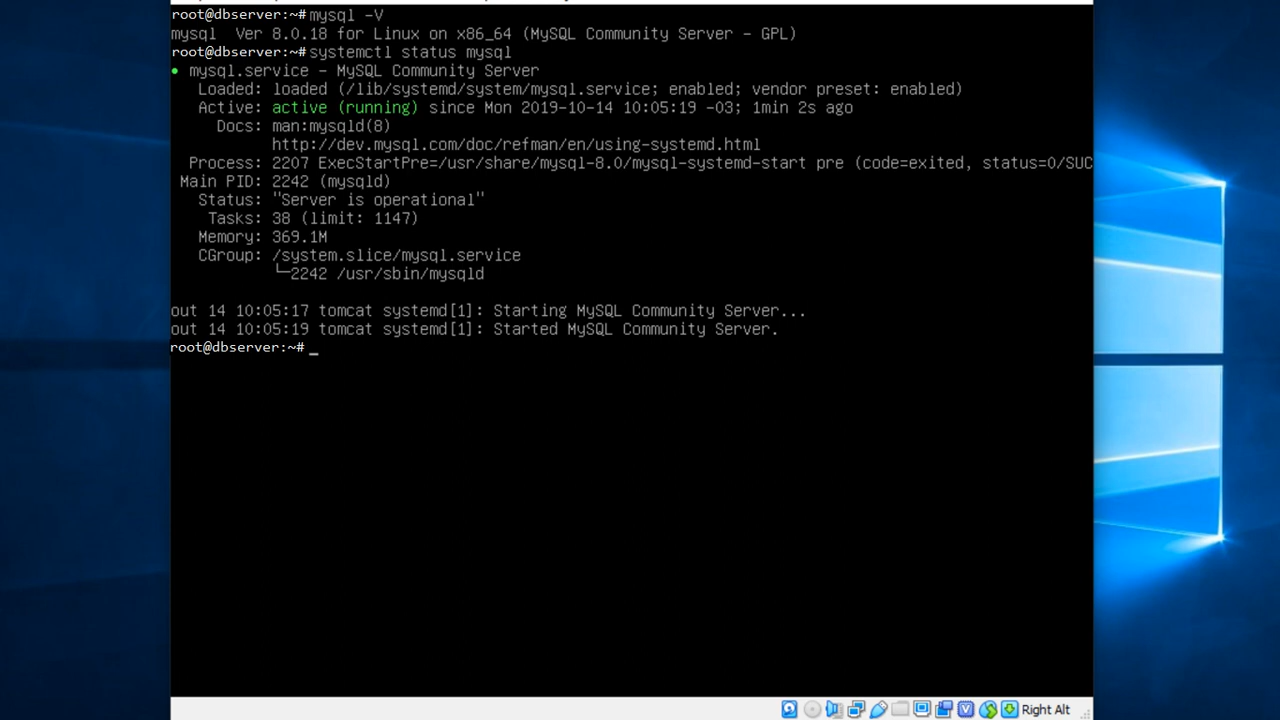 root@dbserver:~# mysql -V
mysql  Ver 8.0.18 for Linux on x86_64 (MySQL Community Server - GPL)
root@dbserver:~# systemctl status mysql
● mysql.service - MySQL Community Server
   Loaded: loaded (/lib/systemd/system/mysql.service; enabled; vendor preset: enabled)
   Active: active (running) since Mon 2019-10-14 10:05:19 -03; 1min 2s ago
     Docs: man:mysqld(8)
           http://dev.mysql.com/doc/refman/en/using-systemd.html
  Process: 2207 ExecStartPre=/usr/share/mysql-8.0/mysql-systemd-start pre (code=exited, status=0/SUC
 Main PID: 2242 (mysqld)
   Status: "Server is operational"
    Tasks: 38 (limit: 1147)
   Memory: 369.1M
   CGroup: /system.slice/mysql.service
           └─2242 /usr/sbin/mysqld
out 14 10:05:17 tomcat systemd[1]: Starting MySQL Community Server...
out 14 10:05:19 tomcat systemd[1]: Started MySQL Community Server.
root@dbserver:~# _
Right Alt